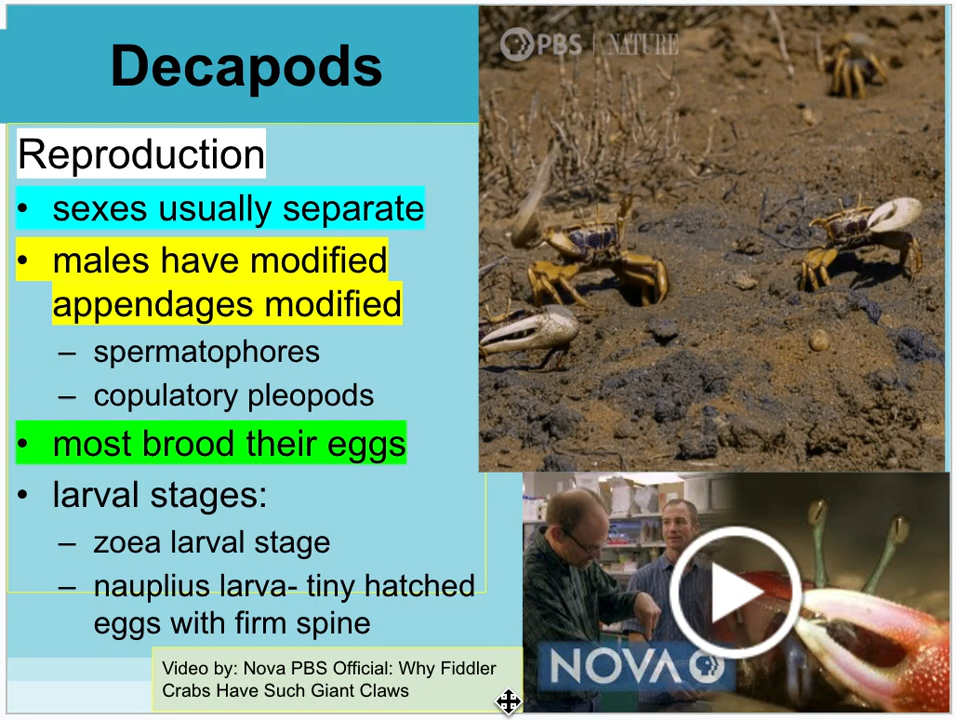 PBS | NATURE
Decapods
Reproduction
• sexes usually separate
• males have modified
appendages modified
– spermatophores
– copulatory pleopods
• most brood their eggs
• larval stages:
– zoea larval stage
– nauplius larva- tiny hatched
eggs with firm spine
Video by: Nova PBS Official: Why Fiddler
Crabs Have Such Giant Claws
NOVA